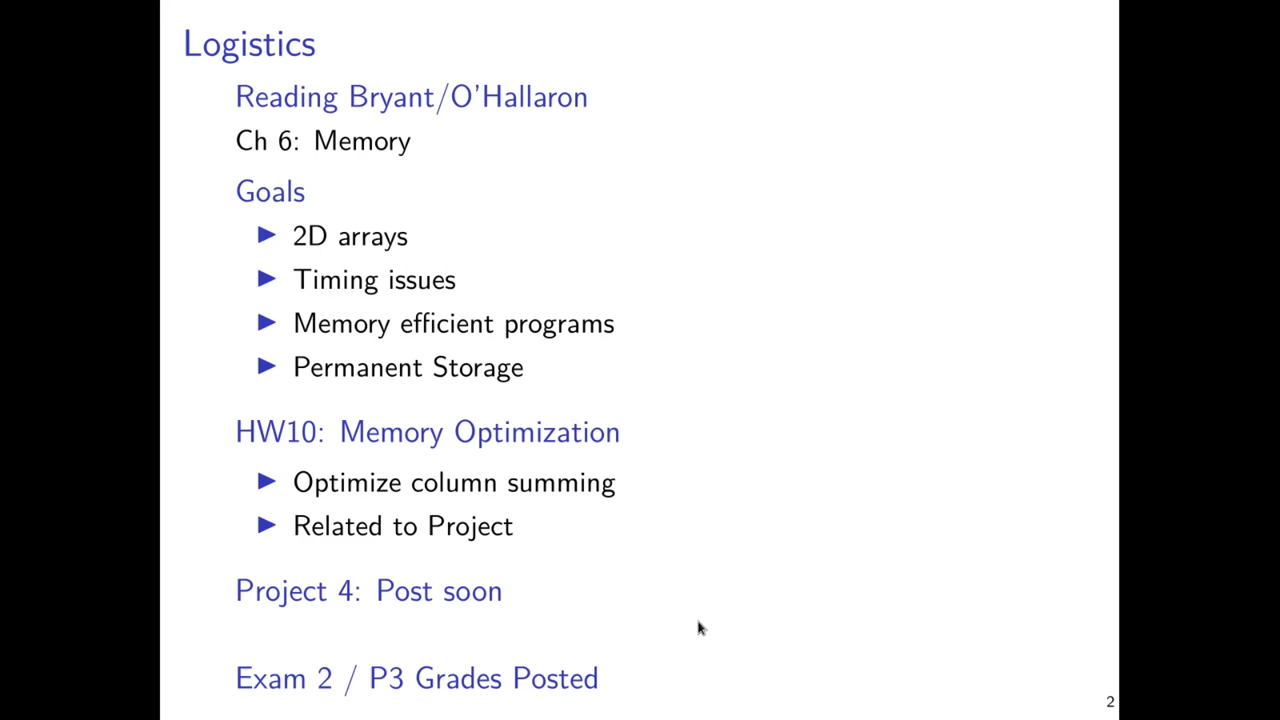 Logistics
Reading Bryant/O'Hallaron
Ch 6: Memory
Goals
2D arrays
Timing issues
Memory efficient programs
Permanent Storage
HW10: Memory Optimization
Optimize column summing
Related to Project
Project 4: Post soon
Exam 2 / P3 Grades Posted
2